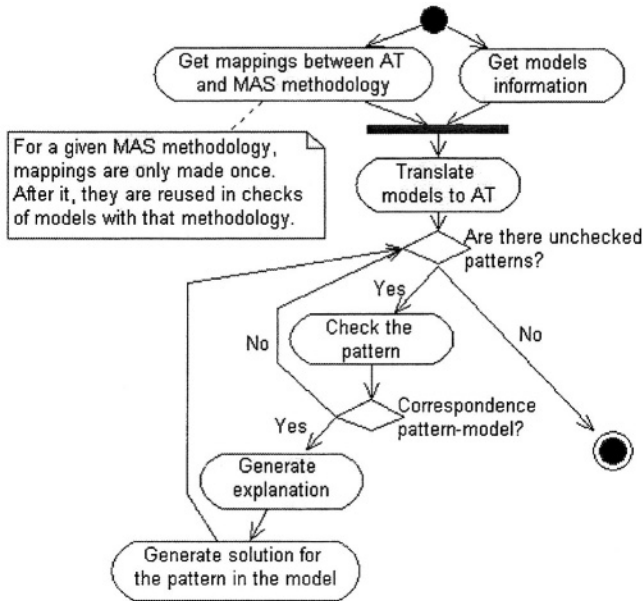 Get mappings between AT
and MAS methodology
Get models
information
For a given MAS methodology,
mappings are only made once.
After it, they are reused in checks
of models with that methodology.
Translate
models to AT
Are there unchecked
patterns?
Yes
No
Check the
pattern
No
Correspondence
pattern-model?
Yes
Generate
explanation
Generate solution for
the pattern in the model